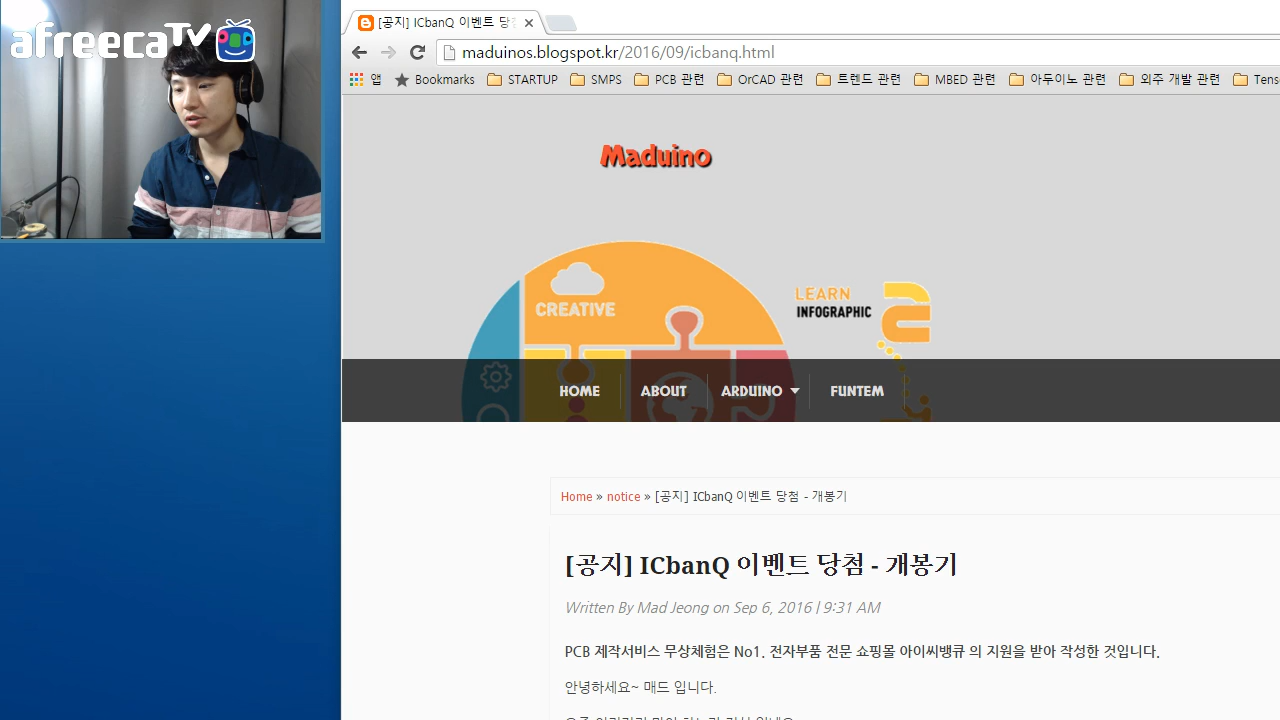 afreecaTV
[공지] ICbanQ 이벤트 당
maduinos.blogspot.kr/2016/09/icbanq.html
앱 Bookmarks STARTUP SMPS PCB 관련 OrCAD 관련 트렌드 관련 MBED 관련 아두이노 관련 외주 개발 관련 Tens
Maduino
CREATIVE
LEARN
INFOGRAPHIC
HOME ABOUT ARDUINO FUNTEM
Home » notice » [공지] ICbanQ 이벤트 당첨 - 개봉기
[공지] ICbanQ 이벤트 당첨 - 개봉기
Written By Mad Jeong on Sep 6, 2016 | 9:31 AM
PCB 제작서비스 무상체험은 No1. 전자부품 전문 쇼핑몰 아이씨뱅큐 의 지원을 받아 작성한 것입니다.
안녕하세요~ 매드 입니다.